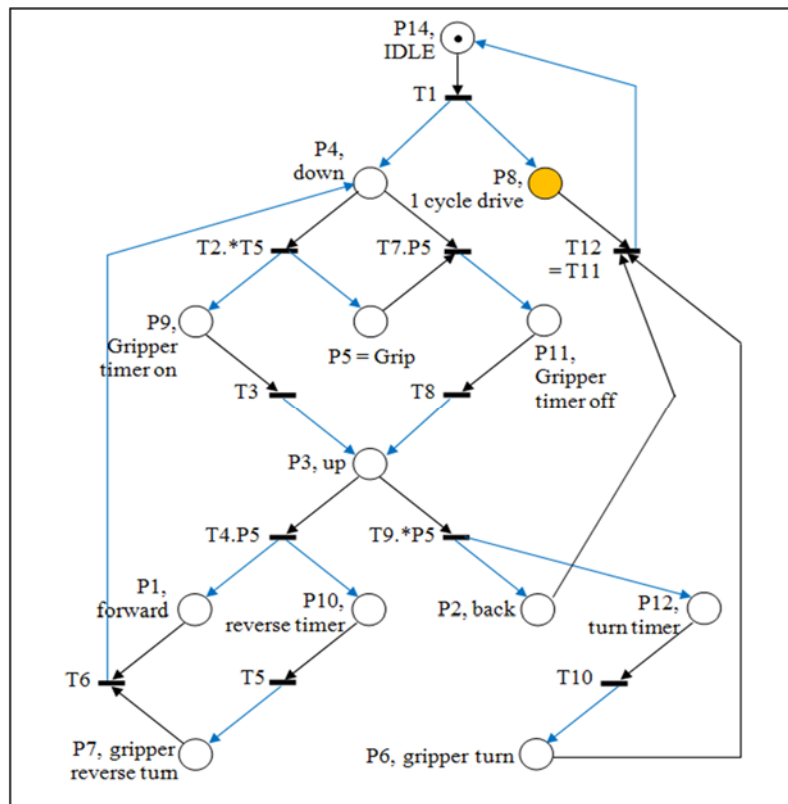 P14,
IDLE
T1
P4,
down
P8,
1 cycle drive
T2.*T5
T7.P5
T12
= T11
P9,
Gripper
timer on
P5 = Grip
P11,
Gripper
timer off
T3
T8
P3, up
T4.P5
T9.*P5
P1,
forward
P10,
reverse timer
P2, back
P12,
turn timer
T6
T5
T10
P7, gripper
reverse turn
P6, gripper turn